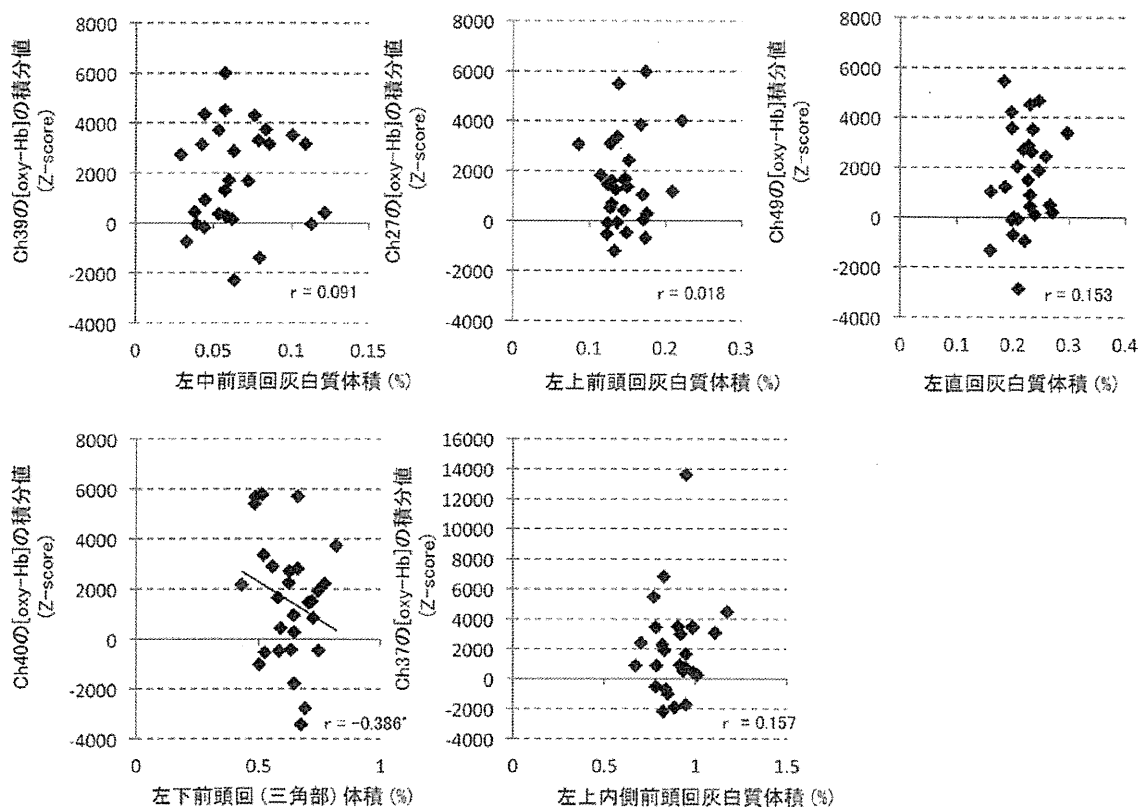 Ch39の[oxy-Hb]の積分値
(Z-score)
8000
6000
4000
2000
0
-2000
-4000
r = 0.091
0
0.05
0.1
0.15
左中前頭回灰白質体積 (%)
Ch27の[oxy-Hb]の積分値
(Z-score)
8000
6000
4000
2000
0
-2000
-4000
r = 0.018
0
0.1
0.2
0.3
左上前頭回灰白質体積 (%)
Ch49の[oxy-Hb]積分値
(Z-score)
8000
6000
4000
2000
0
-2000
-4000
r = 0.153
0
0.1
0.2
0.3
0.4
左直回灰白質体積 (%)
Ch40の[oxy-Hb]の積分値
(Z-score)
8000
6000
4000
2000
0
-2000
-4000
r = -0.386*
0
0.5
1
左下前頭回 (三角部) 体積 (%)
Ch37の[oxy-Hb]の積分値
(Z-score)
16000
14000
12000
10000
8000
6000
4000
2000
0
-2000
-4000
r = 0.157
0
0.5
1
1.5
左上内側前頭回灰白質体積 (%)